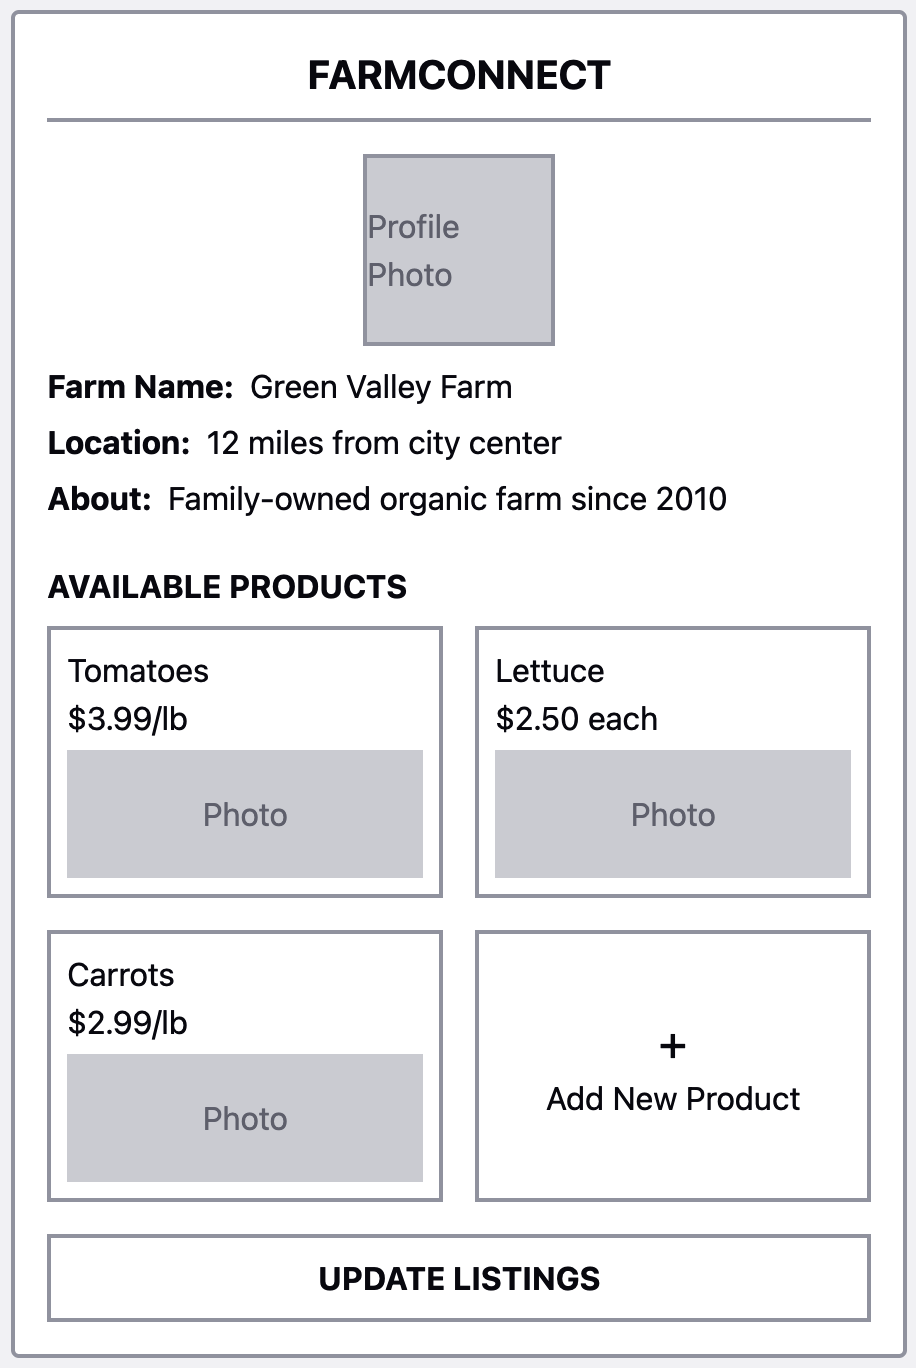 FARMCONNECT
Profile
Photo
Farm Name: Green Valley Farm
Location: 12 miles from city center
About: Family-owned organic farm since 2010
AVAILABLE PRODUCTS
Tomatoes
$3.99/lb
Photo
Lettuce
$2.50 each
Photo
Carrots
$2.99/lb
Photo
+
Add New Product
UPDATE LISTINGS